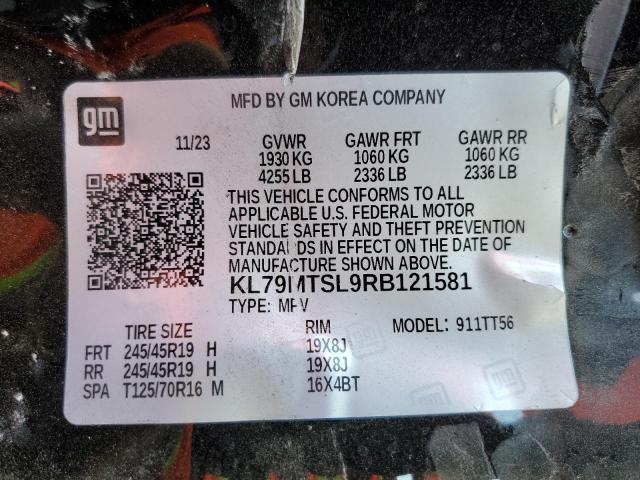 gm
MFD BY GM KOREA COMPANY
11/23 GVWR GAWR FRT GAWR RR
1930 KG 1060 KG 1060 KG
4255 LB 2336 LB 2336 LB
THIS VEHICLE CONFORMS TO ALL
APPLICABLE U.S. FEDERAL MOTOR
VEHICLE SAFETY AND THEFT PREVENTION
STANDARDS IN EFFECT ON THE DATE OF
MANUFACTURE SHOWN ABOVE.
KL79MTSL9RB121581
TYPE: MPV
TIRE SIZE RIM MODEL: 911TT56
FRT 245/45R19 H 19X8J
RR 245/45R19 H 19X8J
SPA T125/70R16 M 16X4BT